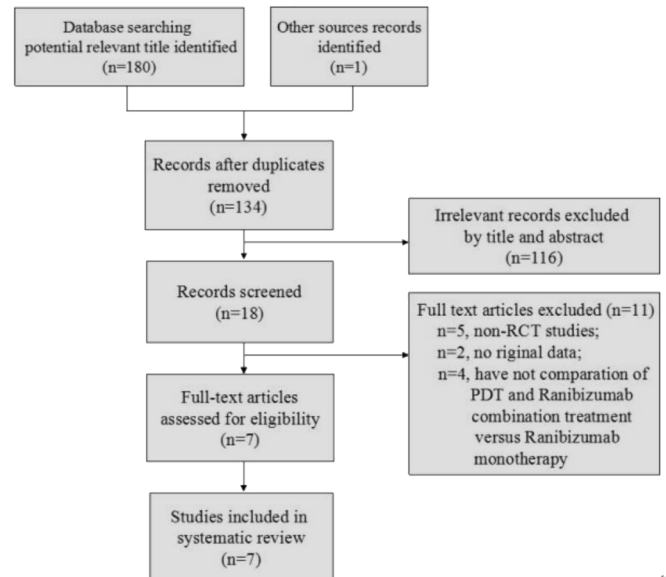 Database searching
potential relevant title identified
(n=180)
Other sources records
identified
(n=1)
Records after duplicates
removed
(n=134)
Irrelevant records excluded
by title and abstract
(n=116)
Records screened
(n=18)
Full text articles excluded (n=11)
n=5, non-RCT studies;
n=2, no riginal data;
n=4, have not comparation of
PDT and Ranibizumab
combination treatment
versus Ranibizumab
monotherapy
Full-text articles
assessed for eligibility
(n=7)
Studies included in
systematic review
(n=7)